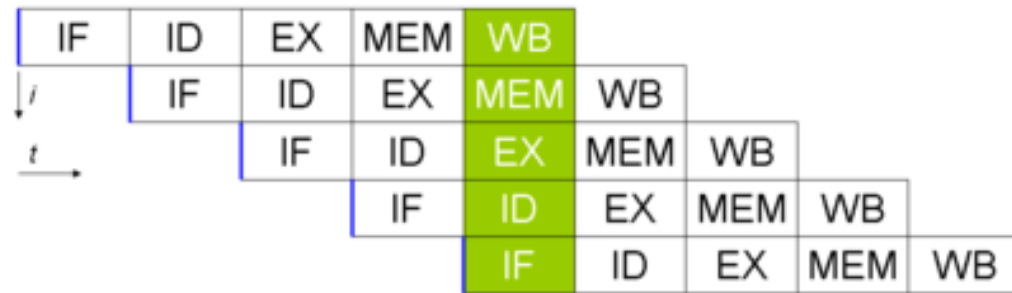 IF ID EX MEM WB
i IF ID EX MEM WB
t IF ID EX MEM WB
IF ID EX MEM WB
IF ID EX MEM WB